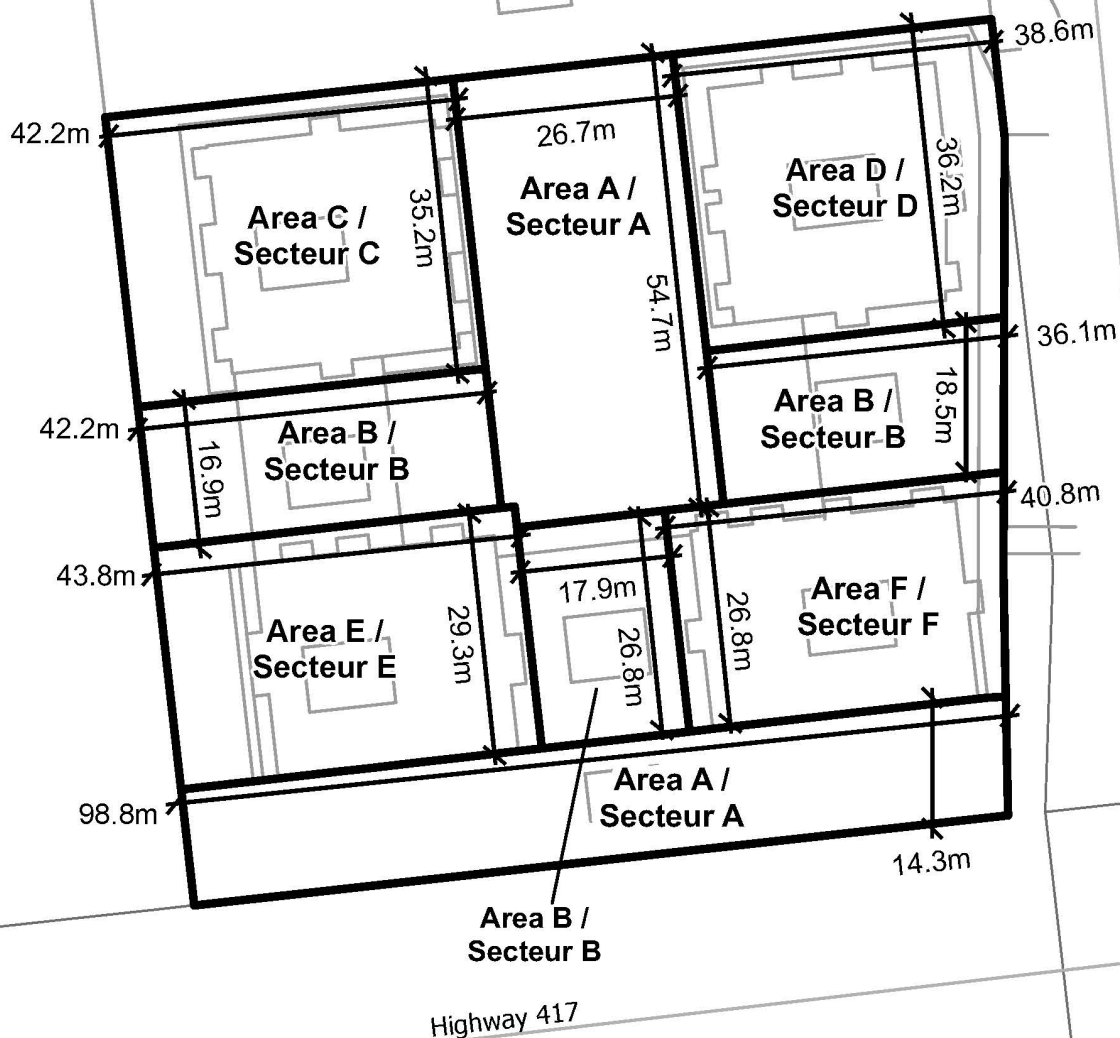 38.6m
42.2m
26.7m
Area D /
Secteur D
36.2m
Area A /
Secteur A
Area C /
Secteur C
35.2m
54.7m
36.1m
18.5m
Area B /
Secteur B
42.2m
Area B /
Secteur B
16.9m
40.8m
43.8m
17.9m
Area F /
Secteur F
26.8m
29.3m
Area E /
Secteur E
26.8m
98.8m
Area A /
Secteur A
14.3m
Area B /
Secteur B
Highway 417